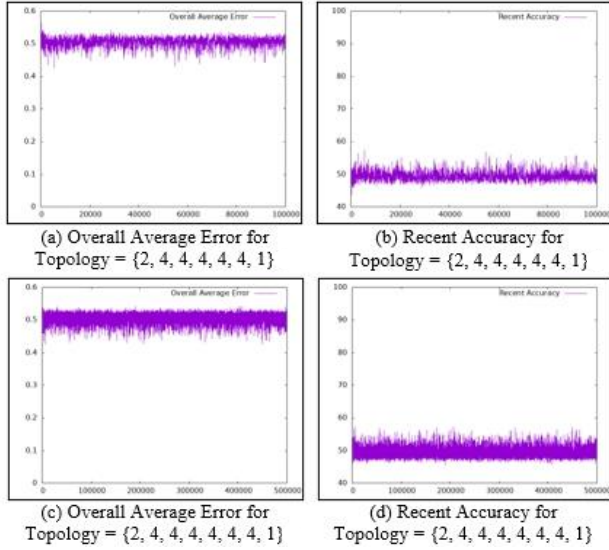 Overall Average Error
0.6
0.5
0.4
0.3
0.2
0.1
0
0 20000 40000 60000 80000 100000
Recent Accuracy
100
90
80
70
60
50
40
0 20000 40000 60000 80000 100000
(a) Overall Average Error for
Topology = {2, 4, 4, 4, 4, 4, 1}
(b) Recent Accuracy for
Topology = {2, 4, 4, 4, 4, 4, 1}
Overall Average Error
0.6
0.5
0.4
0.3
0.2
0.1
0
0 100000 200000 300000 400000 500000
Recent Accuracy
100
90
80
70
60
50
40
0 100000 200000 300000 400000 500000
(c) Overall Average Error for
Topology = {2, 4, 4, 4, 4, 4, 4, 1}
(d) Recent Accuracy for
Topology = {2, 4, 4, 4, 4, 4, 4, 1}